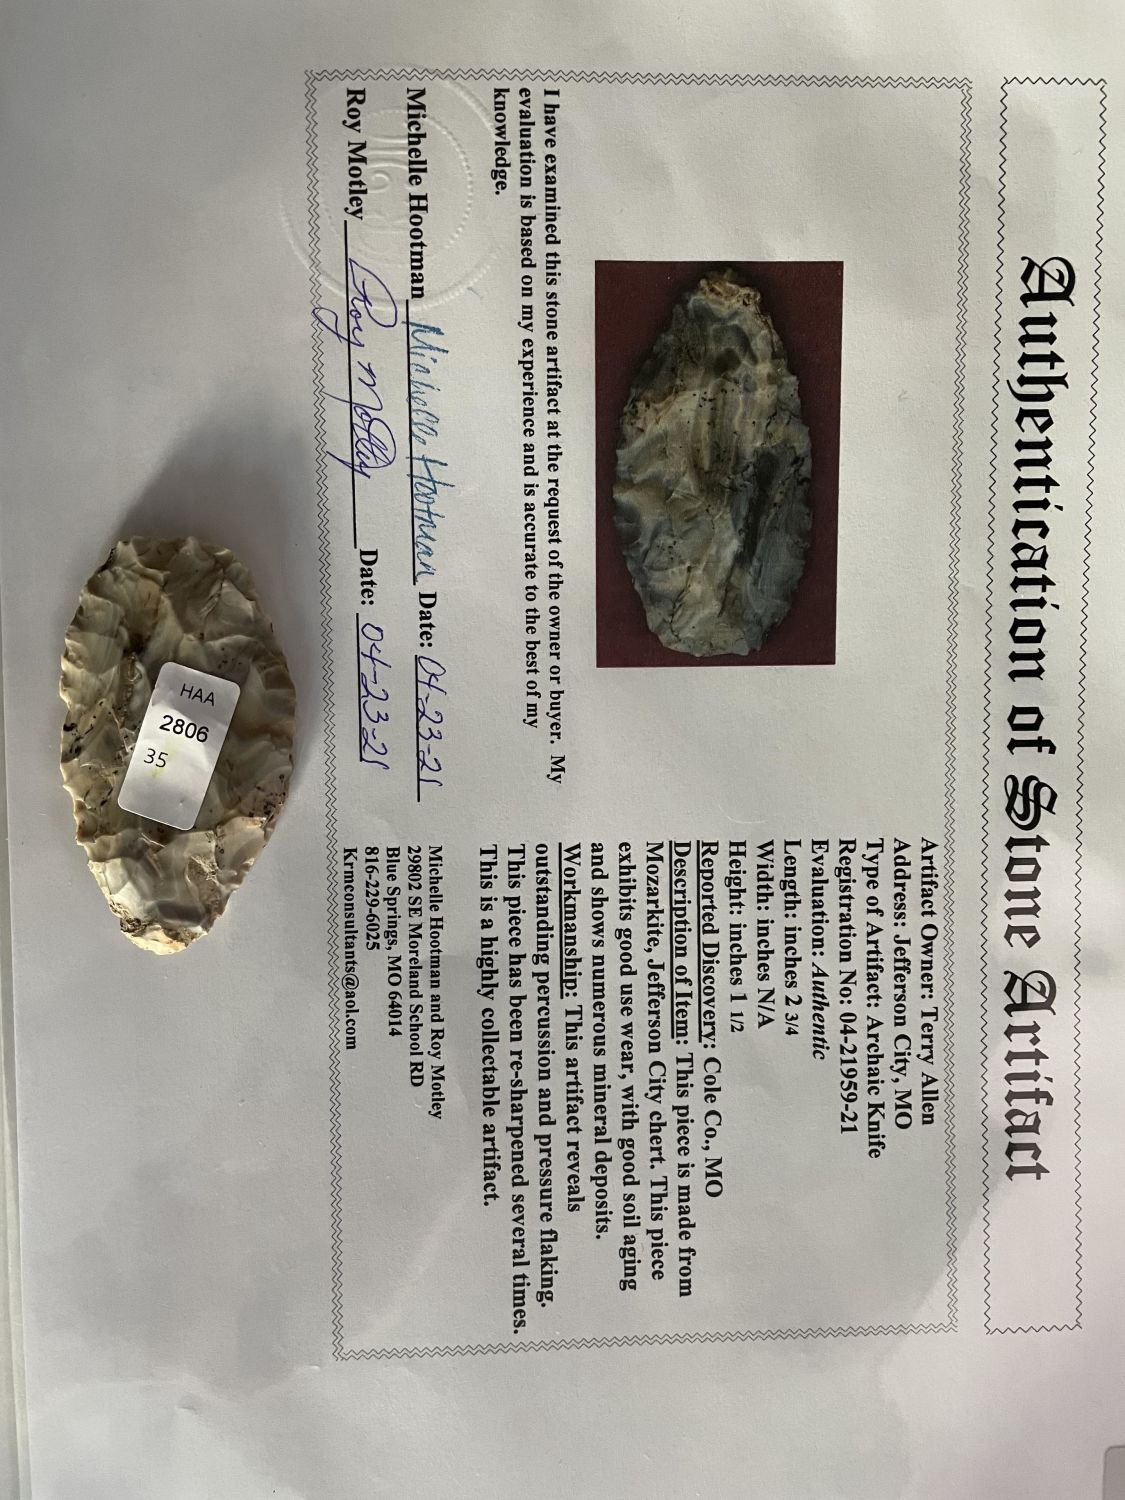 Authentication of Stone Artifact
Artifact Owner: Terry Allen
Address: Jefferson City, MO
Type of Artifact: Archaic Knife
Registration No: 04-21959-21
Evaluation: Authentic
Length: inches 2 3/4
Width: inches N/A
Height: inches 1 1/2
Reported Discovery: Cole Co., MO
Description of Item: This piece is made from
Mozarkite, Jefferson City chert. This piece
exhibits good use wear, with good soil aging
and shows numerous mineral deposits.
Workmanship: This artifact reveals
outstanding percussion and pressure flaking.
This piece has been re-sharpened several times.
This is a highly collectable artifact.
I have examined this stone artifact at the request of the owner or buyer. My
evaluation is based on my experience and is accurate to the best of my
knowledge.
Michelle Hootman Michelle Hootman Date: 04-23-21
Roy Motley Roy Motley Date: 04-23-21
Michelle Hootman and Roy Motley
29802 SE Moreland School RD
Blue Springs, MO 64014
816-229-6025
Krmconsultants@aol.com
HAA
2806
35